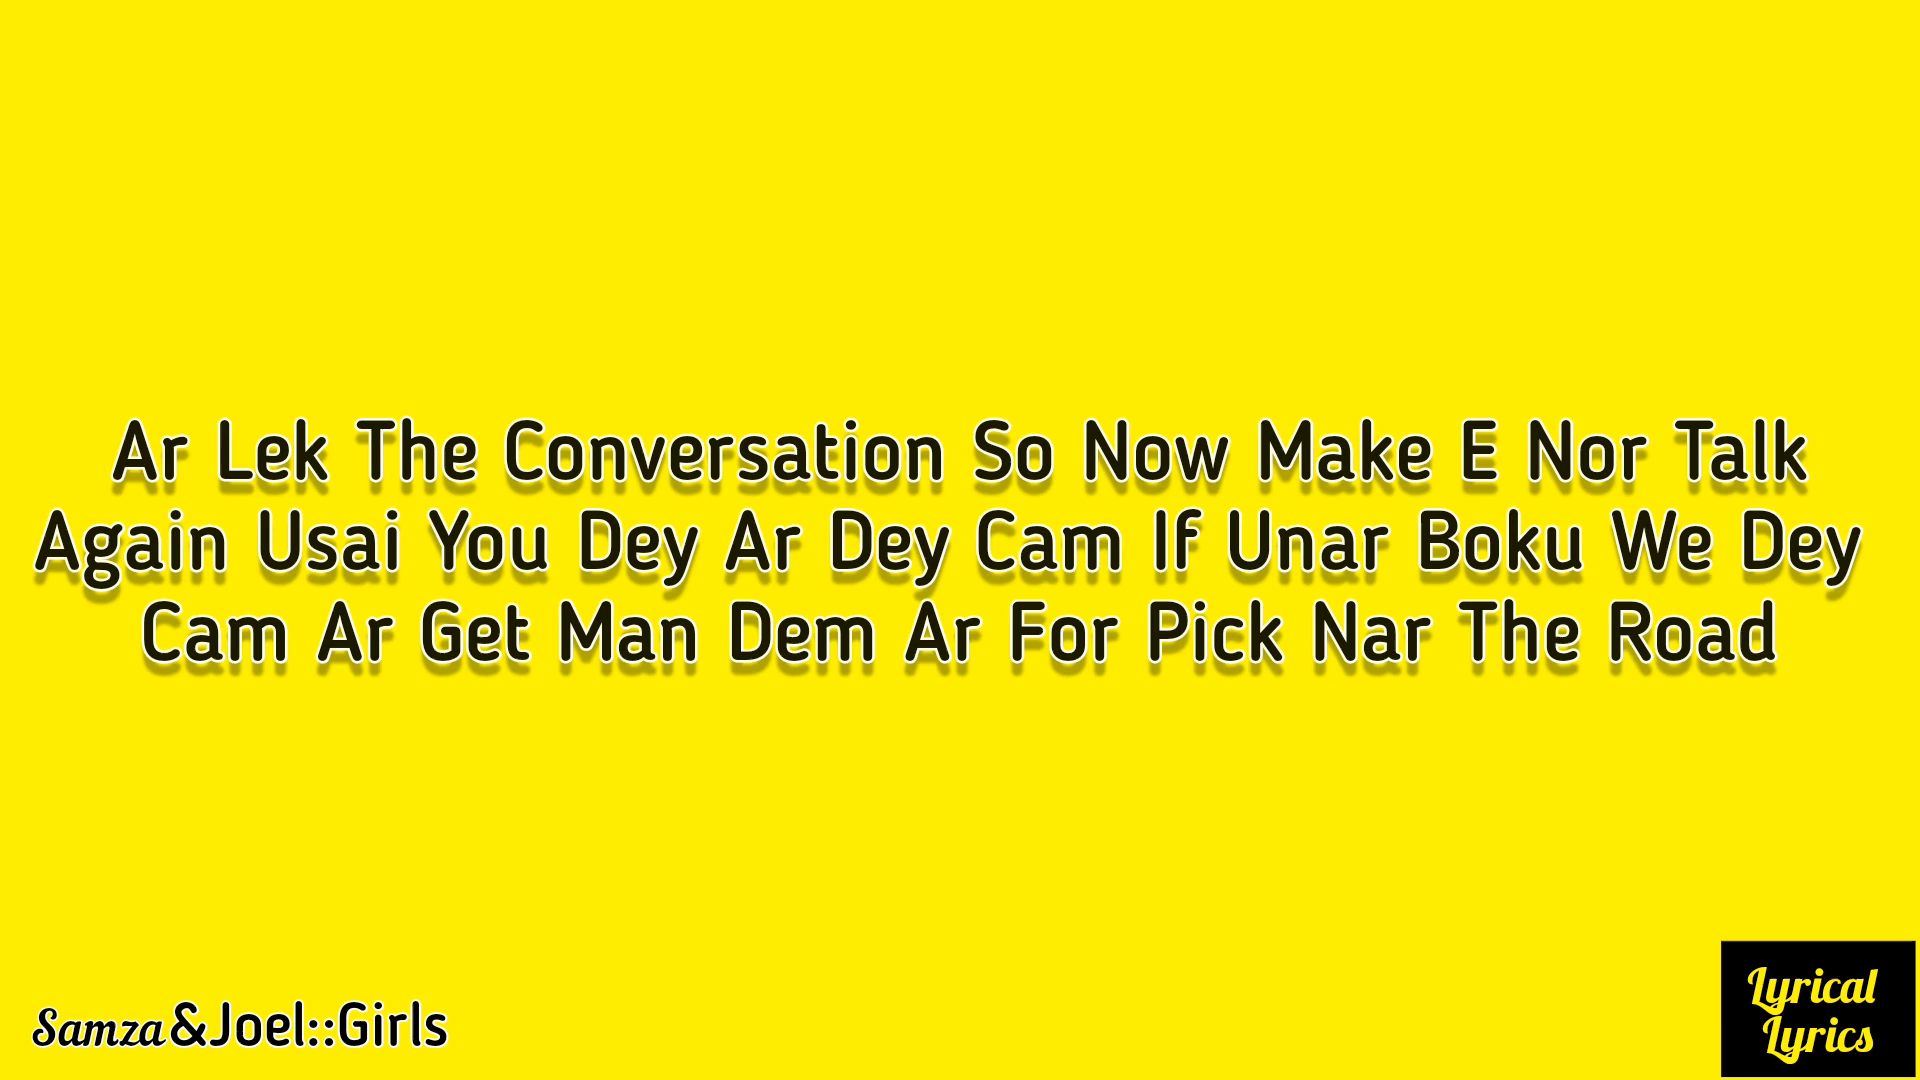 Ar Lek The Conversation So Now Make E Nor Talk
Again Usai You Dey Ar Dey Cam If Unar Boku We Dey
Cam Ar Get Man Dem Ar For Pick Nar The Road
Samza&Joel::Girls
Lyrical
Lyrics